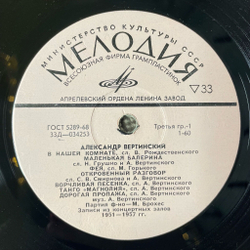 МИНИСТЕРСТВО КУЛЬТУРЫ СССР
МЕЛОДИЯ
ВСЕСОЮЗНАЯ ФИРМА ГРАМПЛАСТИНОК
33
АПРЕЛЕВСКИЙ ОРДЕНА ЛЕНИНА ЗАВОД
ГОСТ 5289-68 Третья гр.-1
33Д-034253 1-60
АЛЕКСАНДР ВЕРТИНСКИЙ
В НАШЕЙ КОМНАТЕ, сл. В. Рождественского
МАЛЕНЬКАЯ БАЛЕРИНА
сл. Н. Грушко и А. Вертинского
ФЕЯ, сл. М. Горького
ОТКРОВЕННЫЙ РАЗГОВОР
сл. С. В. Смирнова и А. Вертинского
ВОРЧЛИВАЯ ПЕСЕНКА, сл. А. Вертинского
ТАНГО «МАГНОЛИЯ», сл. А. Вертинского
ДОРОГАЯ ПРОПАЖА, сл. А. Вертинского
муз. А. Вертинского
Партия ф-но—М. Брохес
Записи из концертных залов
1951—1957 гг.